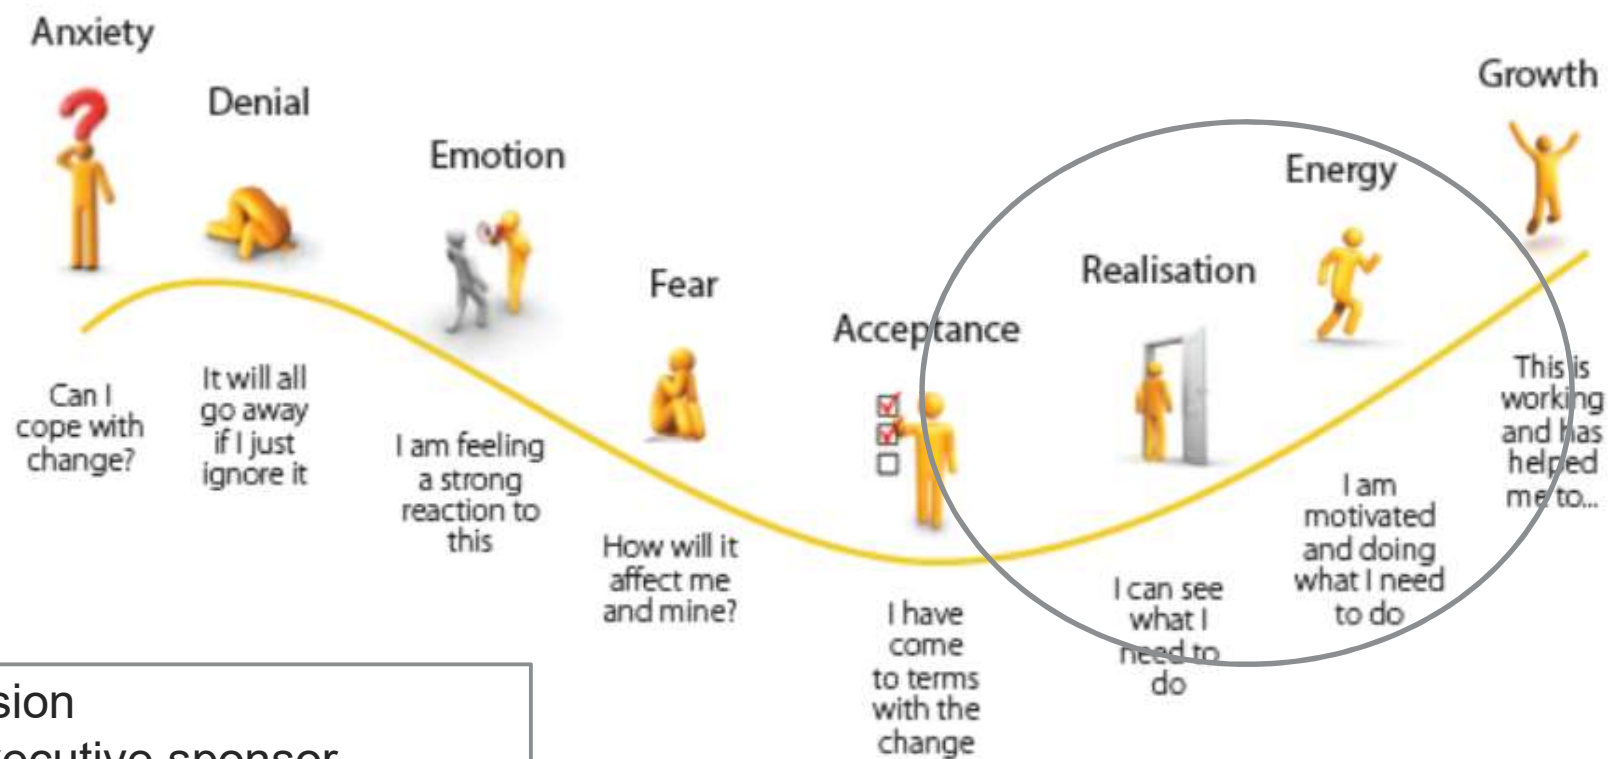 Anxiety
Can I
cope with
change?
Denial
It will all
go away
if I just
ignore it
Emotion
I am feeling
a strong
reaction to
this
Fear
How will it
affect me
and mine?
Acceptance
I have
come
to terms
with the
change
Realisation
I can see
what I
need to
do
Energy
I am
motivated
and doing
what I need
to do
Growth
This is
working
and has
helped
me to...
sion
ecutive sponsor